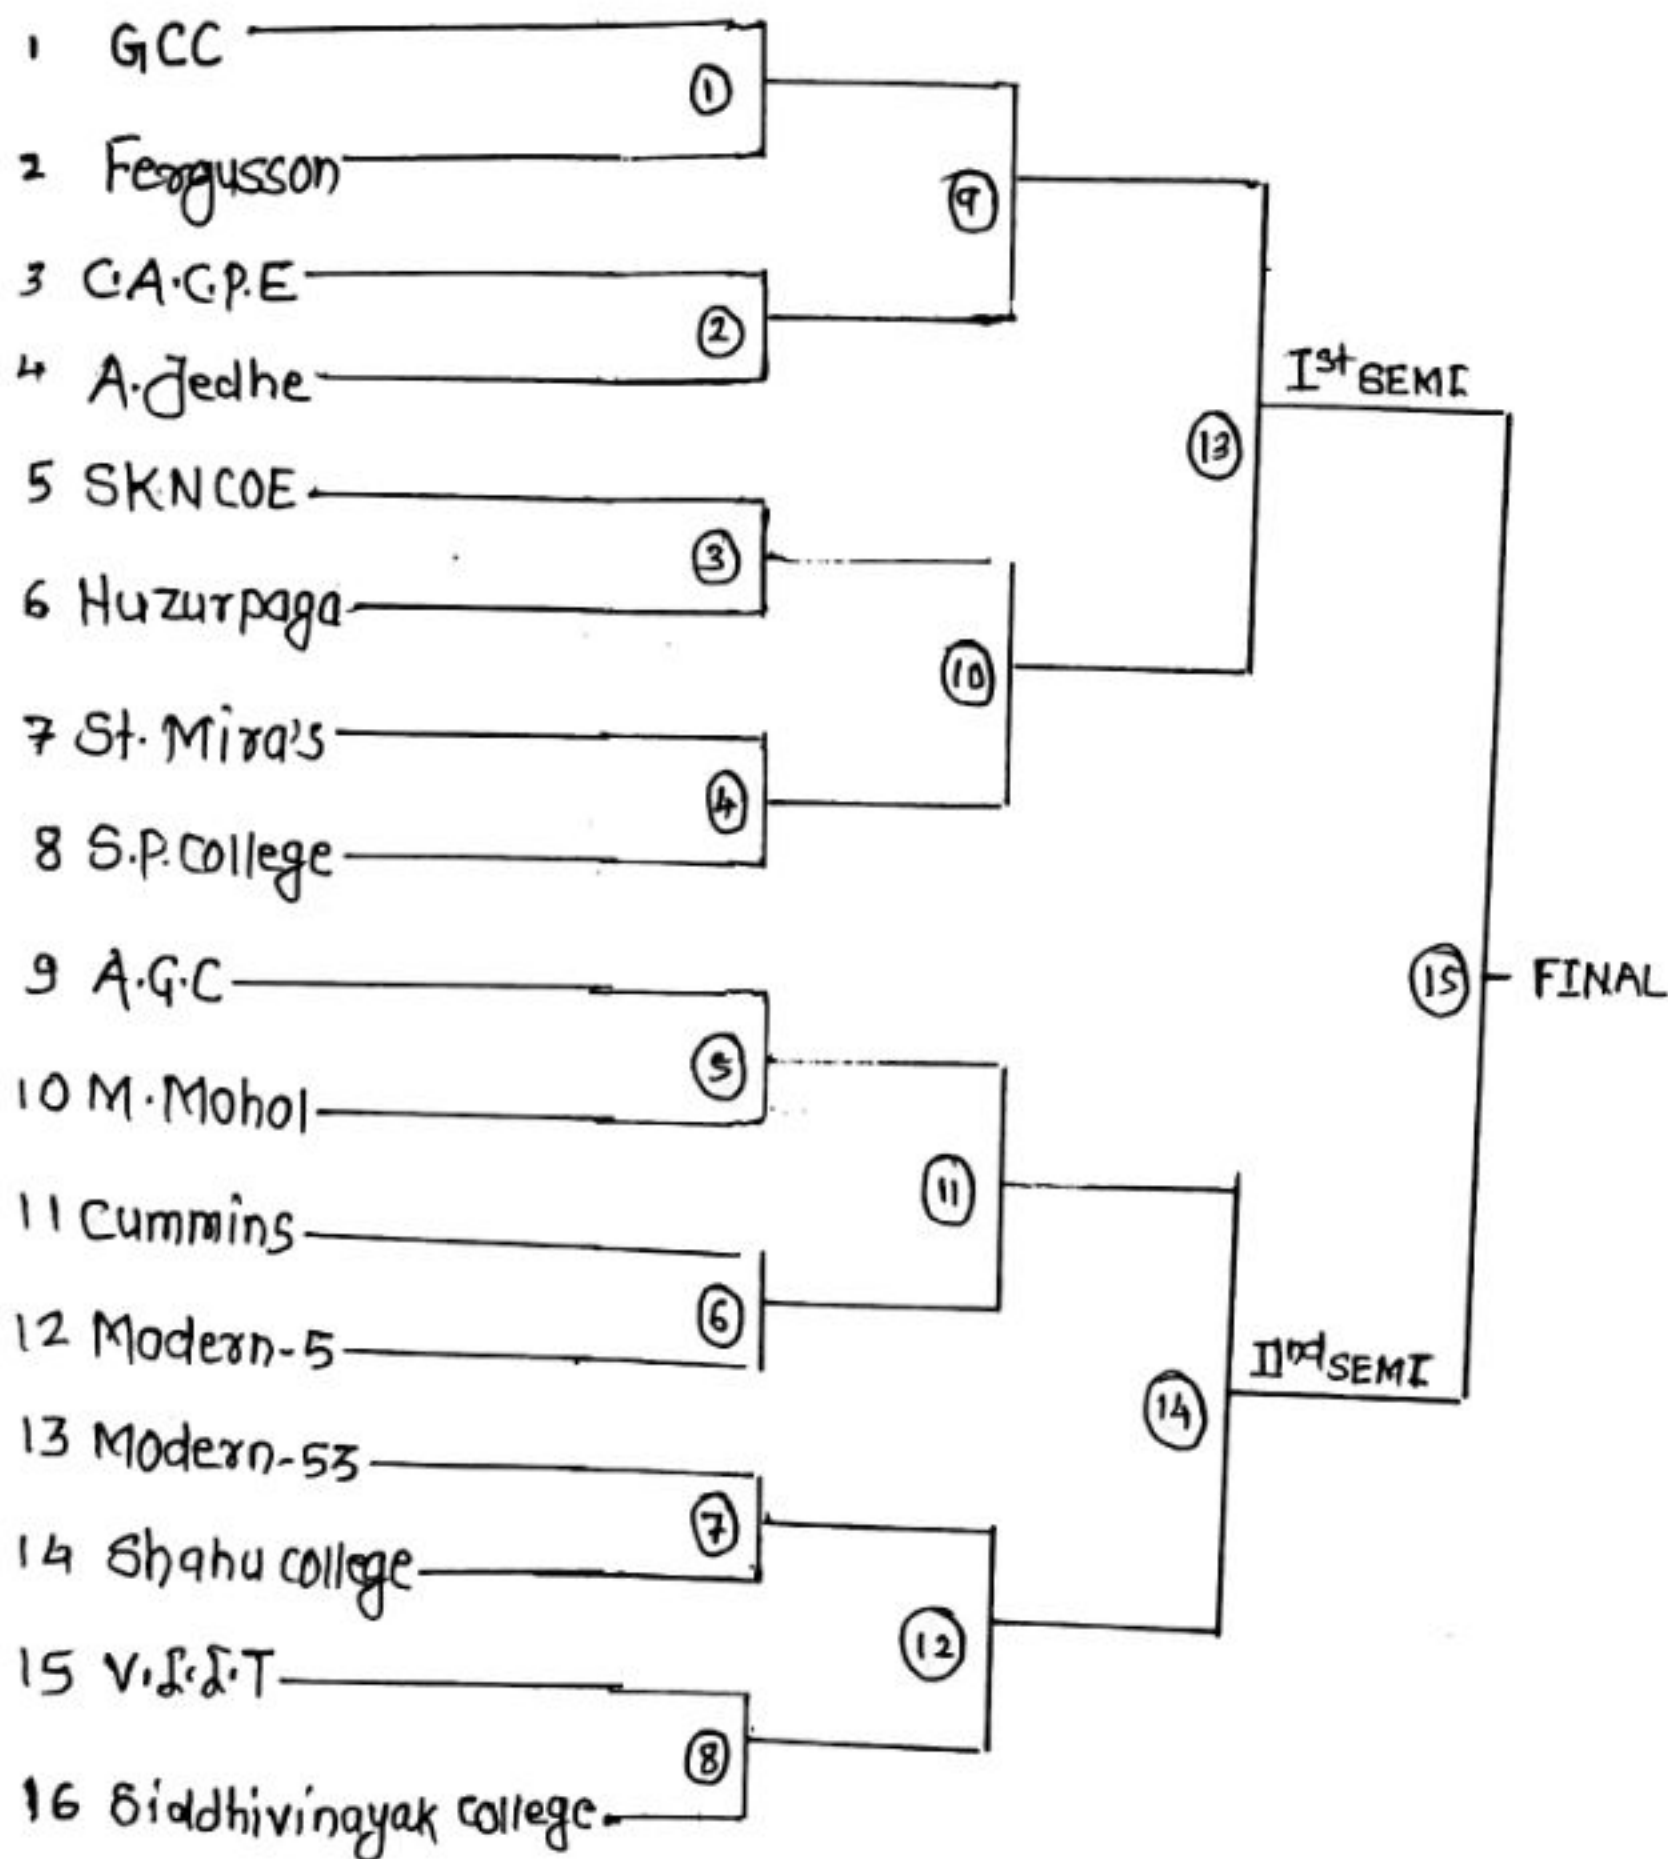 1 GCC
①
2 Fergusson
⑨
3 C.A.C.P.E
②
4 A.Jedhe
Ist SEMI
⑬
5 SKNCOE
③
6 Huzurpaga
⑩
7 St. Mira's
④
8 S.P. College
9 A.G.C
⑮ FINAL
⑤
10 M. Mohol
⑪
11 Cummins
⑥
12 Modern-5
IInd SEMI
⑭
13 Modern-53
⑦
14 Shahu college
⑫
15 V.I.I.T
⑧
16 Siddhivinayak college